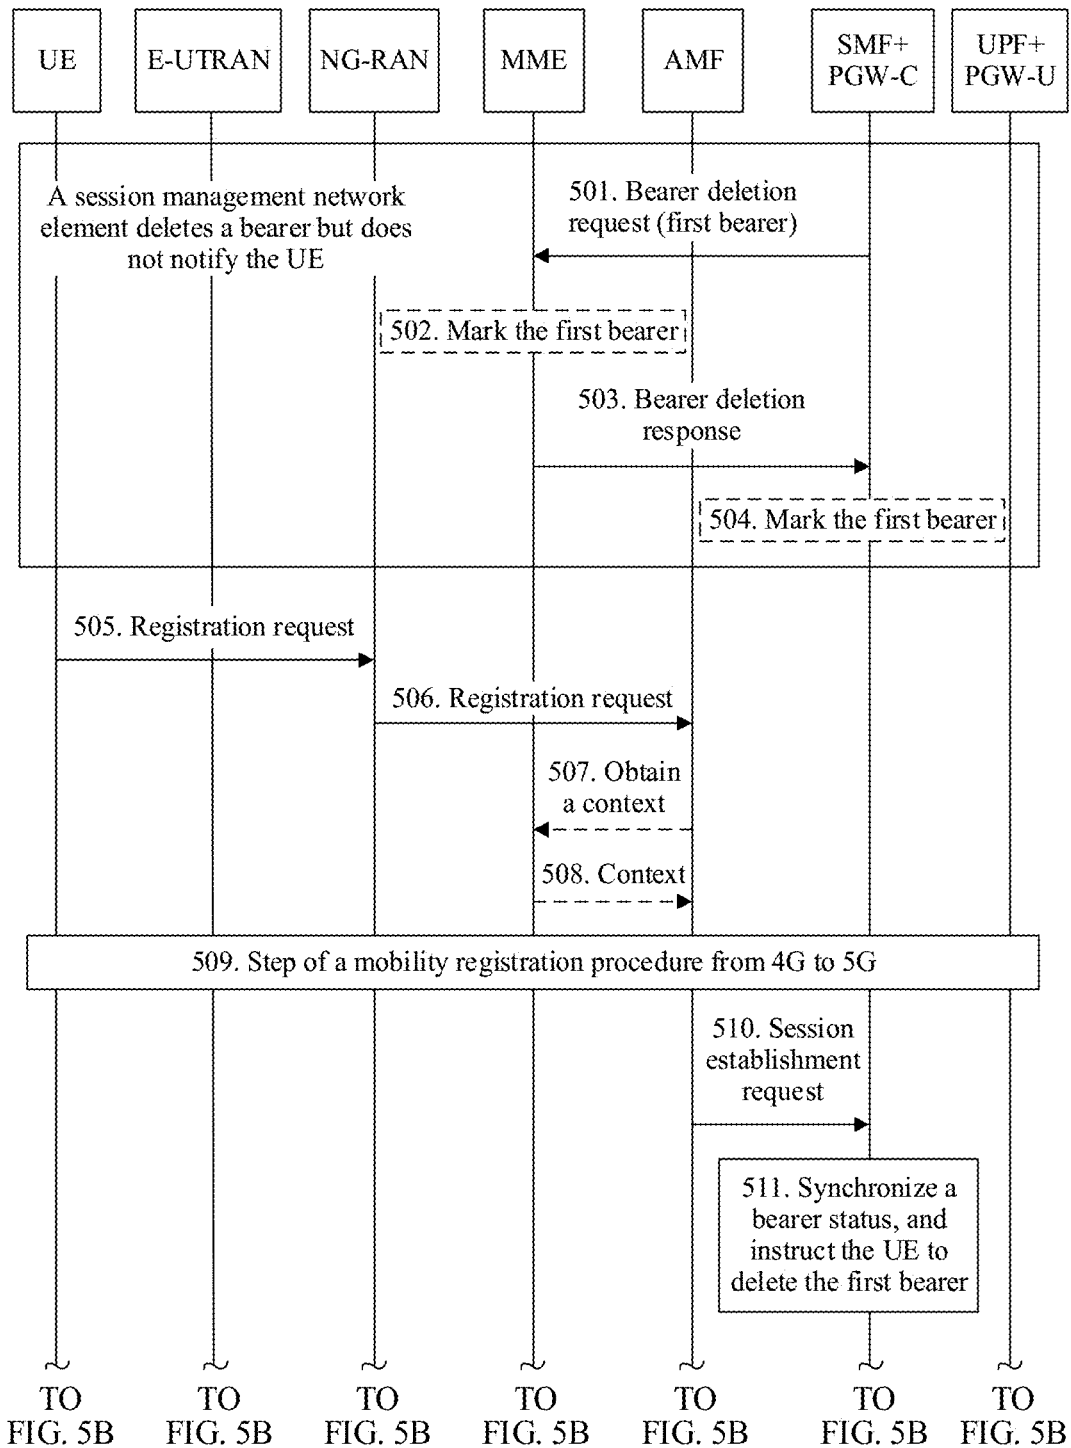 UE
E-UTRAN
NG-RAN
MME
AMF
SMF+
PGW-C
UPF+
PGW-U
A session management network
element deletes a bearer but does
not notify the UE
501. Bearer deletion
request (first bearer)
502. Mark the first bearer
503. Bearer deletion
response
504. Mark the first bearer
505. Registration request
506. Registration request
507. Obtain
a context
508. Context
509. Step of a mobility registration procedure from 4G to 5G
510. Session
establishment
request
511. Synchronize a
bearer status, and
instruct the UE to
delete the first bearer
TO
FIG. 5B
TO
FIG. 5B
TO
FIG. 5B
TO
FIG. 5B
TO
FIG. 5B
TO
FIG. 5B
TO
FIG. 5B